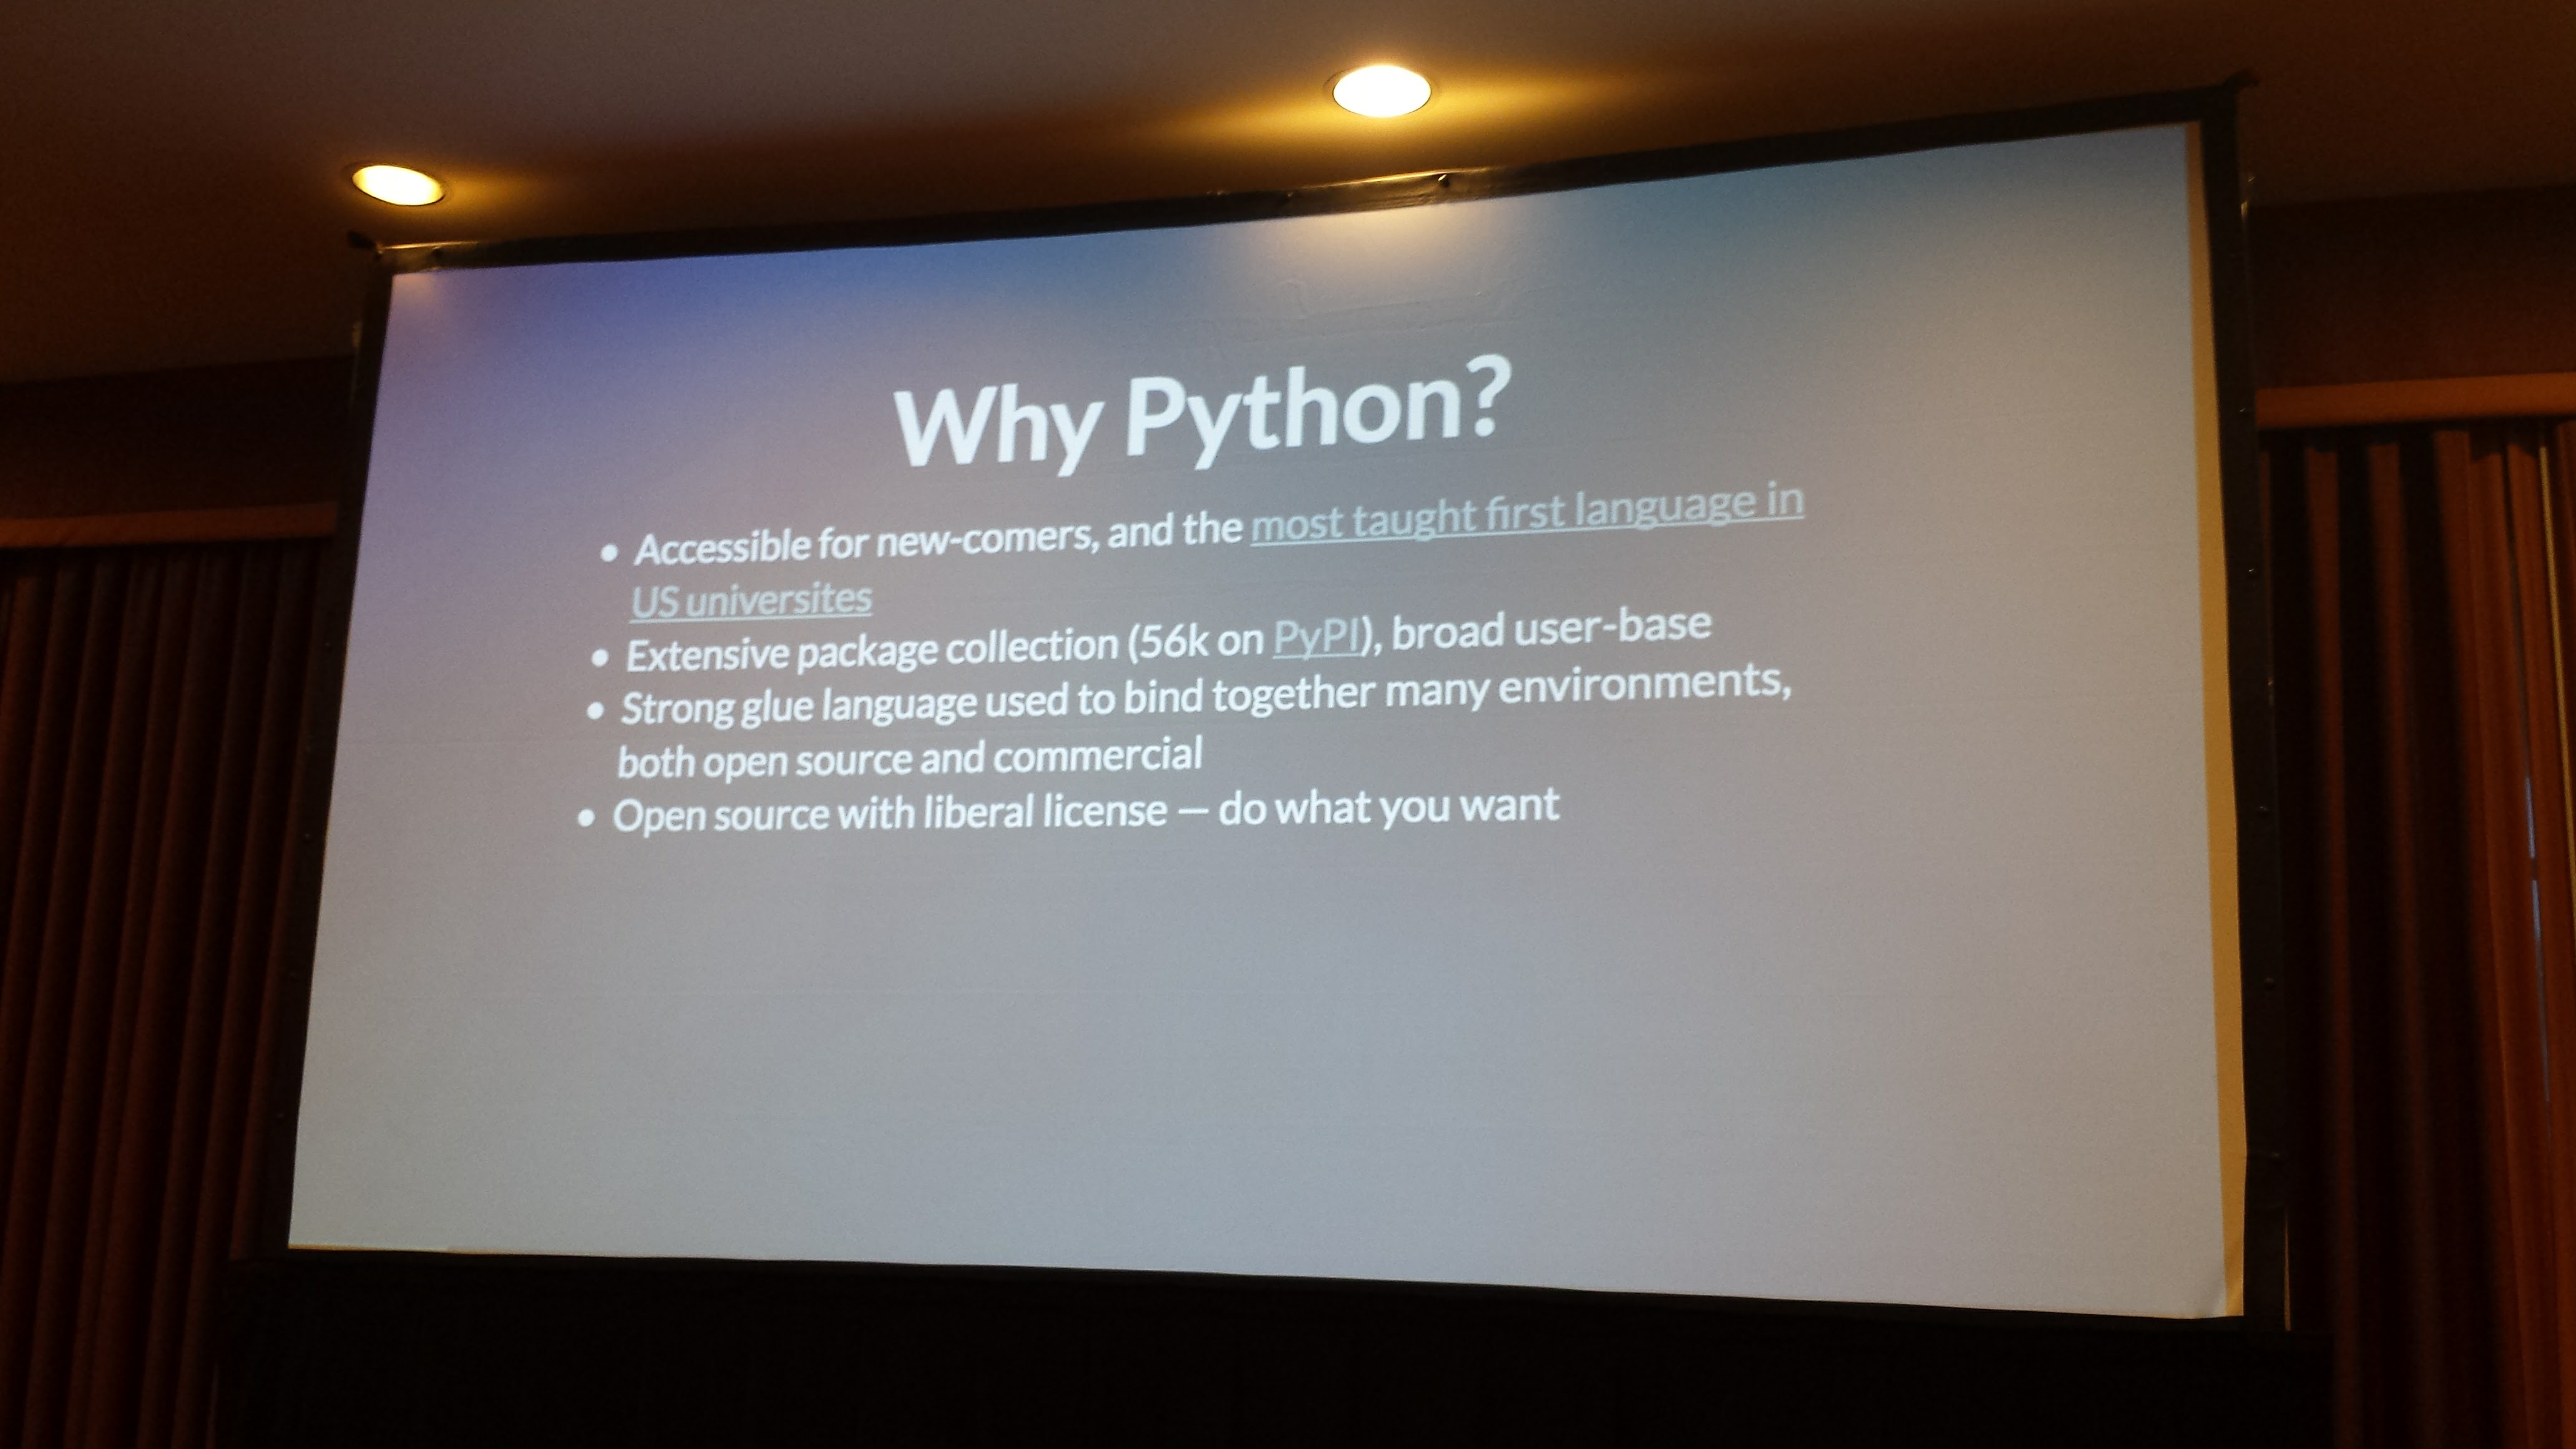 Why Python?
• Accessible for new-comers, and the most taught first language in
US universites
• Extensive package collection (56k on PyPI), broad user-base
• Strong glue language used to bind together many environments,
both open source and commercial
• Open source with liberal license — do what you want